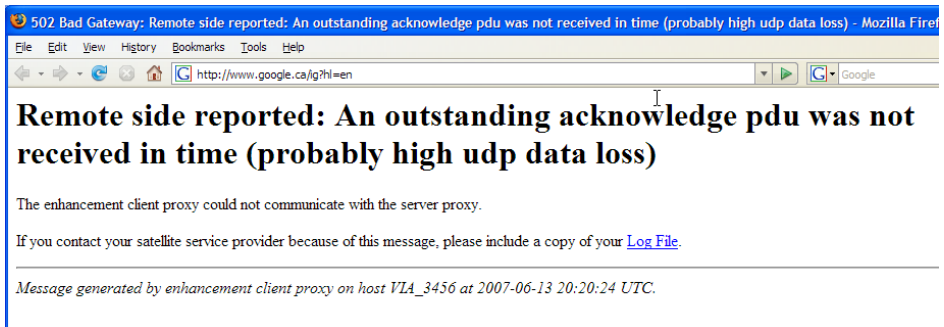 502 Bad Gateway: Remote side reported: An outstanding acknowledge pdu was not received in time (probably high udp data loss) - Mozilla Firef
File Edit View History Bookmarks Tools Help
http://www.google.ca/ig?hl=en
Google
Remote side reported: An outstanding acknowledge pdu was not
received in time (probably high udp data loss)
The enhancement client proxy could not communicate with the server proxy.
If you contact your satellite service provider because of this message, please include a copy of your Log File.
Message generated by enhancement client proxy on host VIA_3456 at 2007-06-13 20:20:24 UTC.